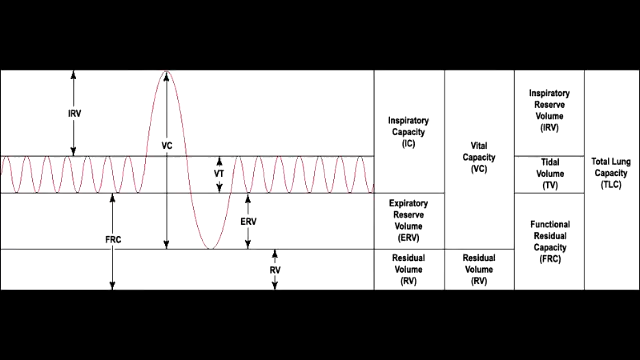 IRV
VC
VT
FRC
ERV
RV
Inspiratory
Capacity
(IC)
Expiratory
Reserve
Volume
(ERV)
Residual
Volume
(RV)
Vital
Capacity
(VC)
Residual
Volume
(RV)
Inspiratory
Reserve
Volume
(IRV)
Tidal
Volume
(TV)
Functional
Residual
Capacity
(FRC)
Total Lung
Capacity
(TLC)